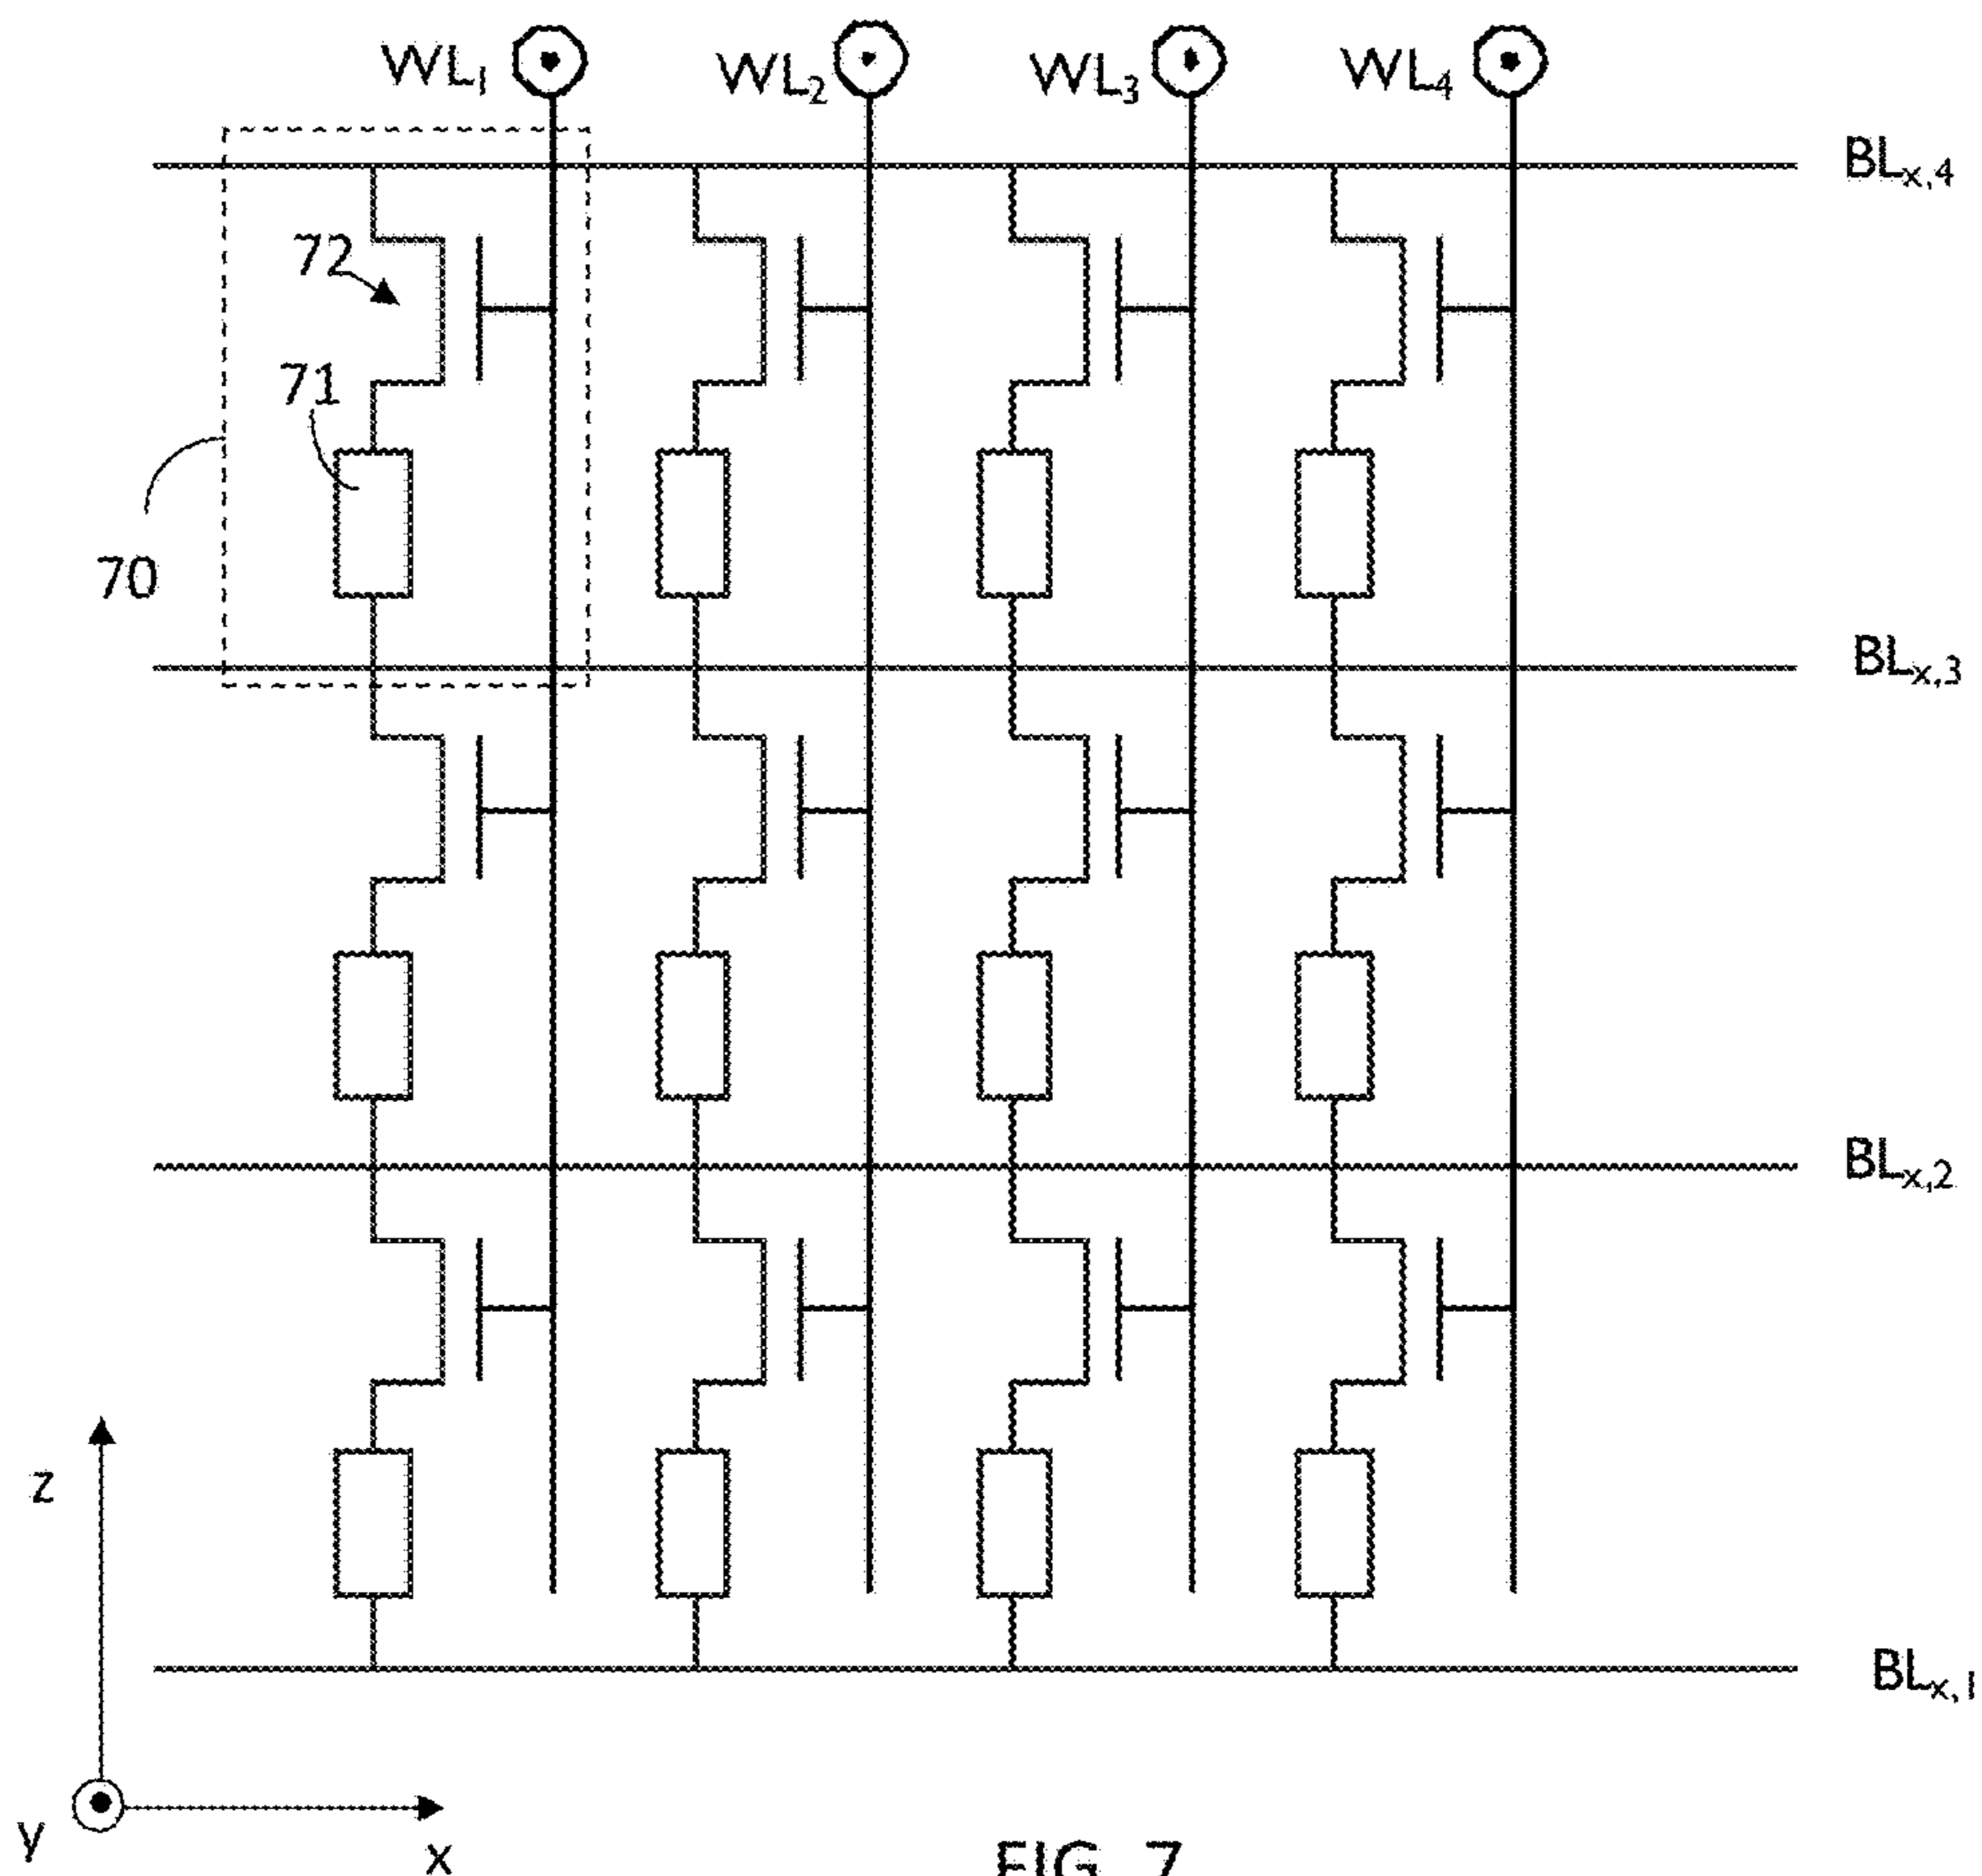 WL₁ WL₂ WL₃ WL₄
BLx,4
72
71
70
BLx,3
BLx,2
z
BLx,1
y
x
FIG. 7